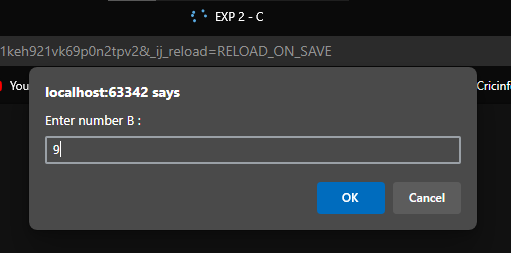 EXP 2 - C
1keh921vk69p0n2tpv2&_ij_reload=RELOAD_ON_SAVE
You
Cricinf
localhost:63342 says
Enter number B :
9
OK Cancel